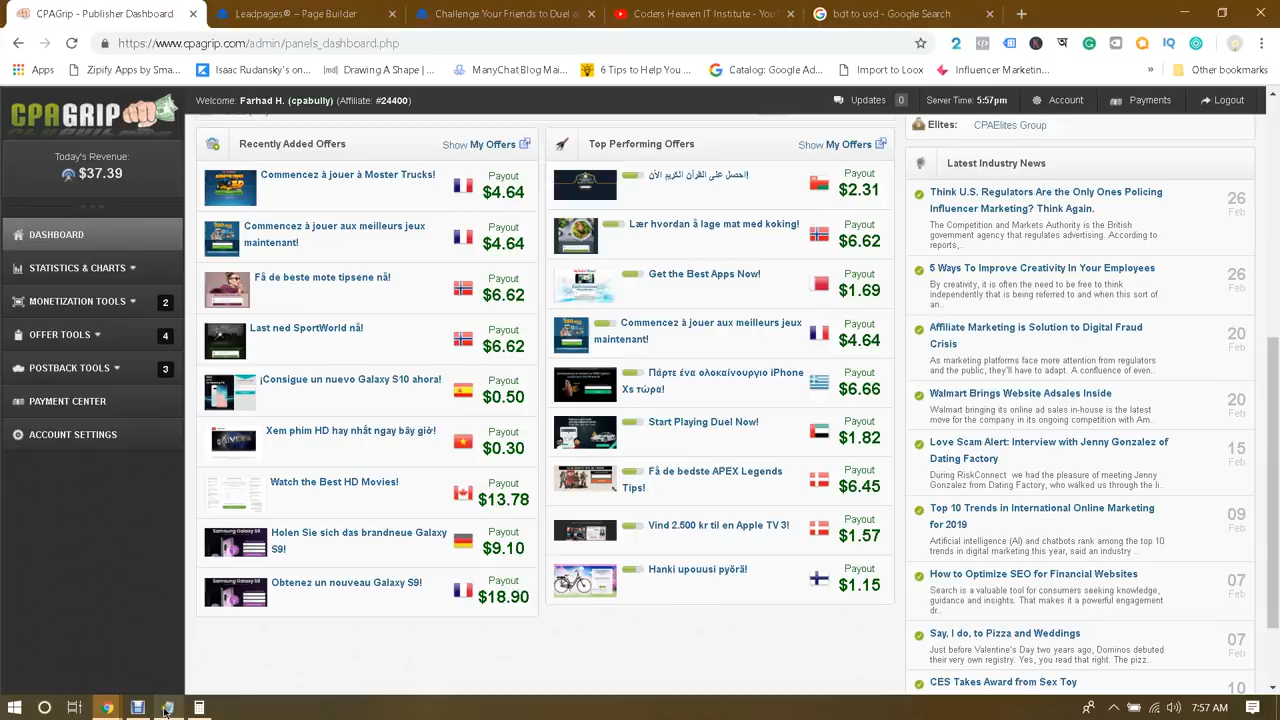 CPAGrip - Publisher Dashboard
Leadpages® – Business Landing P
Challenge Yourself For 7 Days! Del
Coders Heaven IT Solution - YouT
bdt to usd - Google Search
https://www.cpagrip.com/admin/panels_dashboard.php
Apps
Zipify Apps by Sma...
Isaac Rudansky's on...
Drawing A Shape | ...
ManyChat Blog Mai...
6 Tips To Help You ...
Catalog: Google Ad...
Import to Loox
Influencer Marketin...
»
Other bookmarks
CPAGRIP
Welcome: Farhad H. (cpabully) (Affiliate: #24400)
Updates
0
Server Time: 5:57pm
Account
Payments
Logout
Today's Revenue:
$37.39
DASHBOARD
STATISTICS & CHARTS
MONETIZATION TOOLS
2
OFFER TOOLS
4
POSTBACK TOOLS
3
PAYMENT CENTER
ACCOUNT SETTINGS
Recently Added Offers
Show My Offers
Commencez à jouer à Moster Trucks!
Payout
$4.64
Commencez à jouer aux meilleurs jeux
maintenant!
Payout
$4.64
Få de beste mote tipsene nå!
Payout
$6.62
Last ned SportWorld nå!
Payout
$6.62
¡Consigue un nuevo Galaxy S10 ahora!
Payout
$0.50
Xem phim HD hay nhất ngay bây giờ!
Payout
$0.30
Watch the Best HD Movies!
Payout
$13.78
Holen Sie sich das brandneue Galaxy
S9!
Payout
$9.10
Obtenez un nouveau Galaxy S9!
Payout
$18.90
Top Performing Offers
Show My Offers
احصل على القرآن الكريم الآن!
Payout
$2.31
Lær hvordan å lage mat med koking!
Payout
$6.62
Get the Best Apps Now!
Payout
$1.69
Commencez à jouer aux meilleurs jeux
maintenant!
Payout
$4.64
Πάρτε ένα ολοκαίνουργιο iPhone
Xs τώρα!
Payout
$6.66
Start Playing Duel Now!
Payout
$1.82
Få de bedste APEX Legends
Tips!
Payout
$6.45
Vind 2,500 kr til en Apple TV 3!
Payout
$1.57
Hanki upouusi pyörä!
Payout
$1.15
Elites:
CPAElites Group
Latest Industry News
Think U.S. Regulators Are the Only Ones Policing
Influencer Marketing? Think Again.
The Competition and Markets Authority is the British
government agency that regulates advertising. According to
reports,..
26
Feb
5 Ways To Improve Creativity In Your Employees
By creativity, it is often the need to be free to think
independently that is being referred to and when this sort of
an..
26
Feb
Affiliate Marketing is Solution to Digital Fraud
Crisis
As marketing platforms face more attention from regulators
and the public, they'll have to adapt. A confluence of even..
20
Feb
Walmart Brings Website Adsales Inside
Walmart bringing its online ad sales in-house is the latest
move for the company in its ongoing competition with Am..
20
Feb
Love Scam Alert: Interview with Jenny Gonzalez of
Dating Factory
During RiskConnect, we had the pleasure of meeting Jenny
Gonzalez from Dating Factory, who walked us through the li..
15
Feb
Top 10 Trends in International Online Marketing
for 2019
Artificial intelligence (AI) and chatbots rank among the top 10
trends in digital marketing this year, said an industry ..
09
Feb
How to Optimize SEO for Financial Websites
Search is a valuable tool for consumers seeking knowledge,
guidance and insights. That makes it a powerful engagement
dr..
07
Feb
Say, I do, to Pizza and Weddings
Just before Valentine's Day two years ago, Dominos debuted
their very own registry. Yes, you read that right. The pizz..
07
Feb
CES Takes Award from Sex Toy
10
7:57 AM